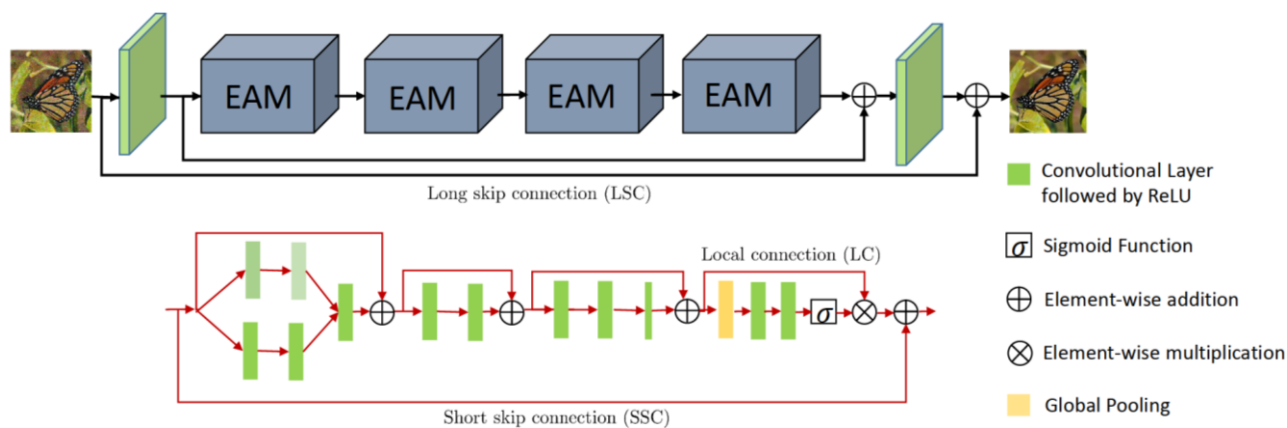 EAM
EAM
EAM
EAM
Long skip connection (LSC)
Convolutional Layer
followed by ReLU
Local connection (LC)
σ
Short skip connection (SSC)
σ Sigmoid Function
Element-wise addition
Element-wise multipilcation
Global Pooling